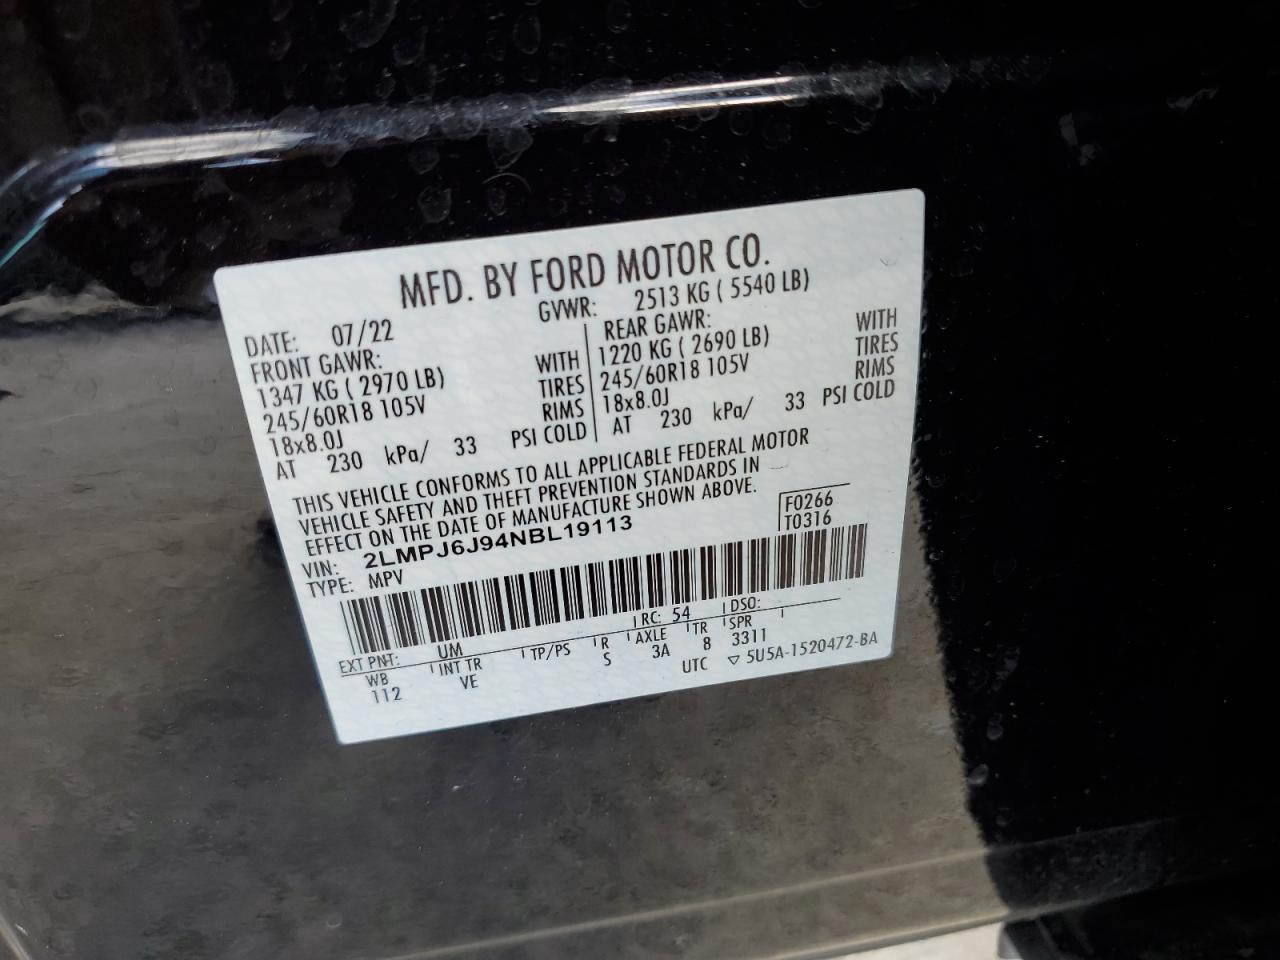 MFD. BY FORD MOTOR CO.
DATE: 07/22 GVWR: 2513 KG ( 5540 LB)
FRONT GAWR: REAR GAWR:
1347 KG ( 2970 LB) WITH 1220 KG ( 2690 LB) WITH
245/60R18 105V TIRES 245/60R18 105V TIRES
18x8.0J RIMS 18x8.0J RIMS
AT 230 kPa/ 33 PSI COLD AT 230 kPa/ 33 PSI COLD
THIS VEHICLE CONFORMS TO ALL APPLICABLE FEDERAL MOTOR
VEHICLE SAFETY AND THEFT PREVENTION STANDARDS IN
EFFECT ON THE DATE OF MANUFACTURE SHOWN ABOVE.
VIN: 2LMPJ6J94NBL19113 F0266
TYPE: MPV T0316
EXT PNT: UM RC: 54 DSO:
WB INT TR TP/PS R AXLE TR SPR
112 VE S 3A 8 3311
UTC ▽ 5U5A-1520472-BA